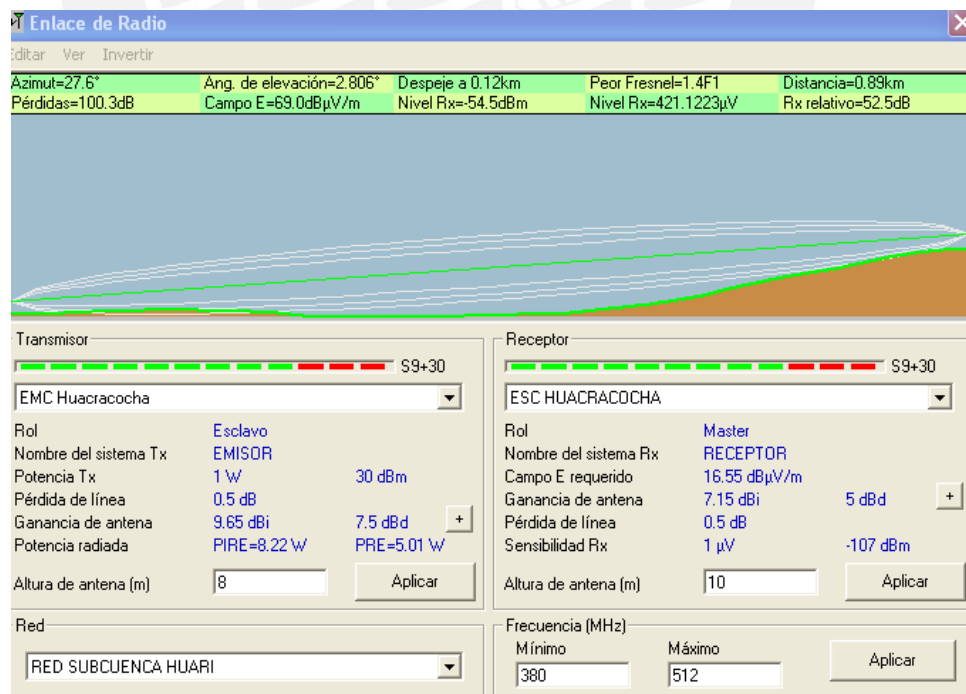 Enlace de Radio
Editar Ver Invertir
Azimut=27.6° Ang. de elevación=2.806° Despeje a 0.12km Peor Fresnel=1.4F1 Distancia=0.89km
Pérdidas=100.3dB Campo E=69.0dBµV/m Nivel Rx=-54.5dBm Nivel Rx=421.1223µV Rx relativo=52.5dB
Transmisor
S9+30
EMC Huacracocha
Rol Esclavo
Nombre del sistema Tx EMISOR
Potencia Tx 1 W 30 dBm
Pérdida de línea 0.5 dB
Ganancia de antena 9.65 dBi 7.5 dBd +
Potencia radiada PIRE=8.22 W PRE=5.01 W
Altura de antena (m) 8 Aplicar
Receptor
S9+30
ESC HUACRACOCHA
Rol Master
Nombre del sistema Rx RECEPTOR
Campo E requerido 16.55 dBµV/m
Ganancia de antena 7.15 dBi 5 dBd +
Pérdida de línea 0.5 dB
Sensibilidad Rx 1 µV -107 dBm
Altura de antena (m) 10 Aplicar
Red
RED SUBCUENCA HUARI
Frecuencia (MHz)
Mínimo Máximo
380 512 Aplicar